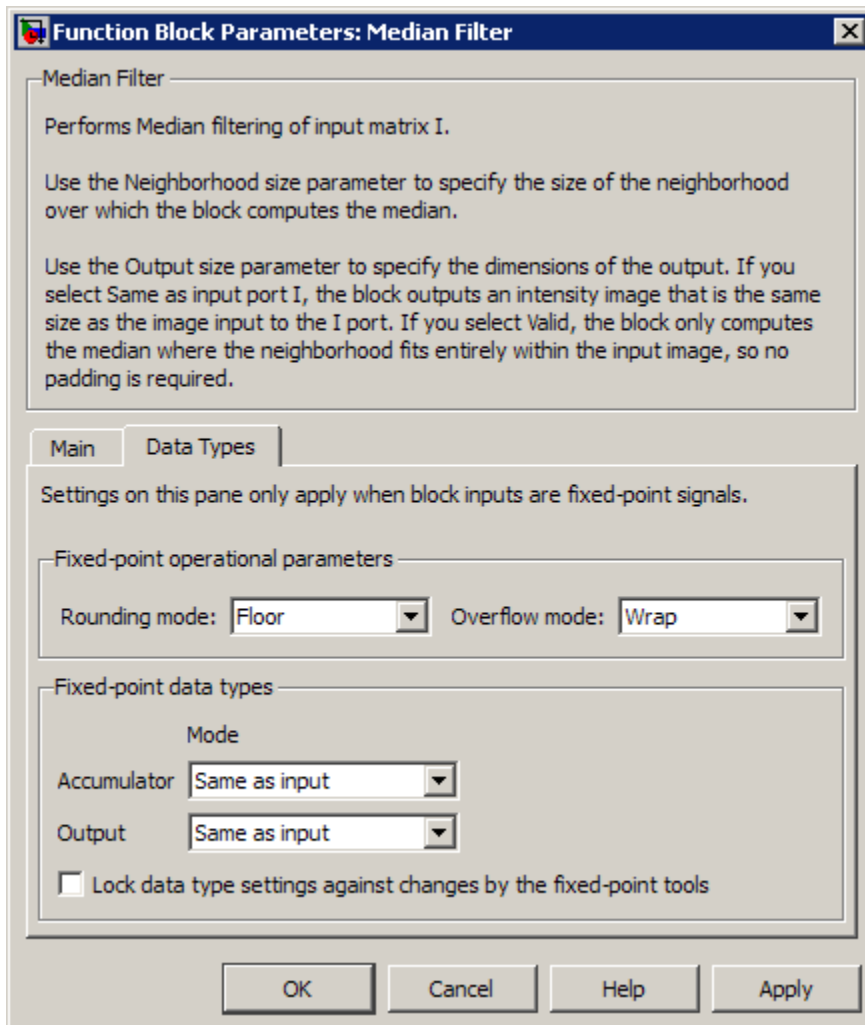 Function Block Parameters: Median Filter
Median Filter
Performs Median filtering of input matrix I.
Use the Neighborhood size parameter to specify the size of the neighborhood
over which the block computes the median.
Use the Output size parameter to specify the dimensions of the output. If you
select Same as input port I, the block outputs an intensity image that is the same
size as the image input to the I port. If you select Valid, the block only computes
the median where the neighborhood fits entirely within the input image, so no
padding is required.
Main Data Types
Settings on this pane only apply when block inputs are fixed-point signals.
Fixed-point operational parameters
Rounding mode: Floor Overflow mode: Wrap
Fixed-point data types
Mode
Accumulator Same as input
Output Same as input
Lock data type settings against changes by the fixed-point tools
OK Cancel Help Apply